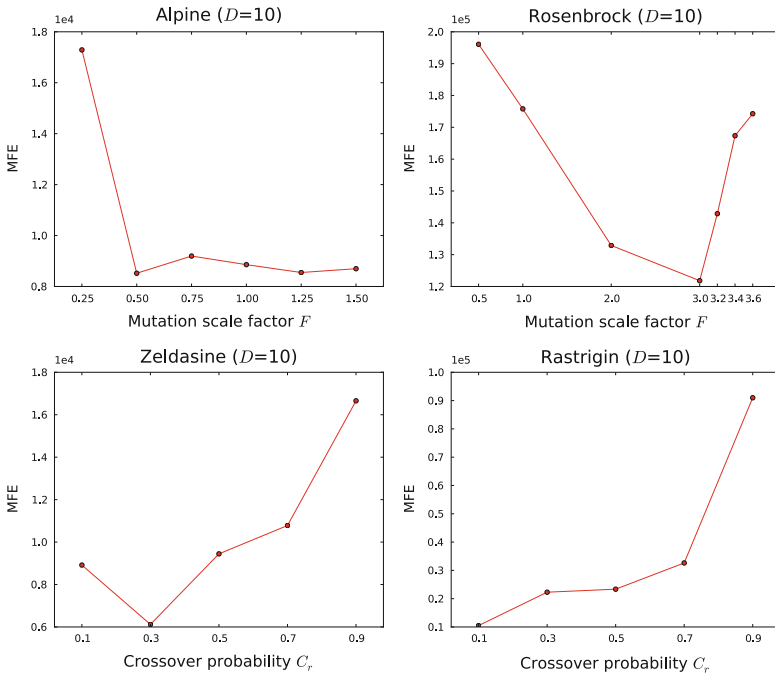 Alpine (D=10)
1e4
1.8
1.6
1.4
1.2
1.0
0.8
MFE
0.25 0.50 0.75 1.00 1.25 1.50
Mutation scale factor F
Rosenbrock (D=10)
1e5
2.0
1.9
1.8
1.7
1.6
1.5
1.4
1.3
1.2
MFE
0.5 1.0 2.0 3.0 3.2 3.4 3.6
Mutation scale factor F
Zeldasine (D=10)
1e4
1.8
1.6
1.4
1.2
1.0
0.8
0.6
MFE
0.1 0.3 0.5 0.7 0.9
Crossover probability Cr
Rastrigin (D=10)
1e5
1.0
0.9
0.8
0.7
0.6
0.5
0.4
0.3
0.2
0.1
MFE
0.1 0.3 0.5 0.7 0.9
Crossover probability Cr